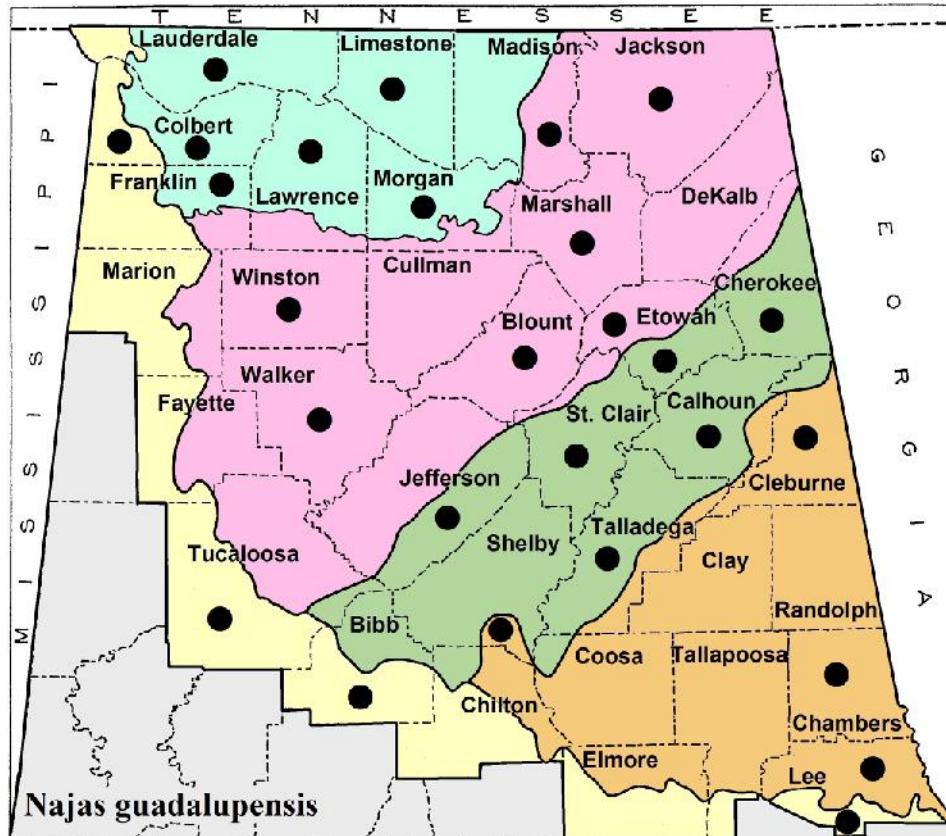 T E N N E S S E E
Lauderdale
Limestone
Madison
Jackson
Colbert
Franklin
Lawrence
Morgan
Marshall
DeKalb
Marion
Winston
Cullman
Cherokee
Blount
Etowah
Walker
Fayette
St. Clair
Calhoun
Jefferson
Cleburne
Tucaloosa
Shelby
Talladega
Clay
Randolph
Bibb
Coosa
Tallapoosa
Chilton
Chambers
Elmore
Lee
M I S S I S S I P P I
G E O R G I A
Najas guadalupensis